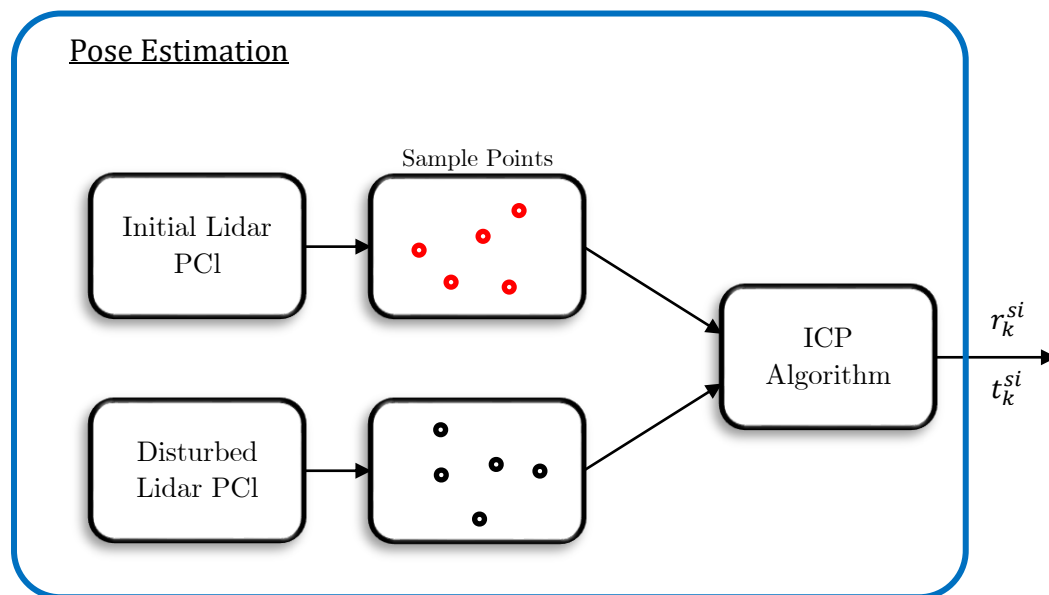 Pose Estimation
Sample Points
Initial Lidar
PCl
ICP
Algorithm
$r_k^{si}$
$t_k^{si}$
Disturbed
Lidar PCl